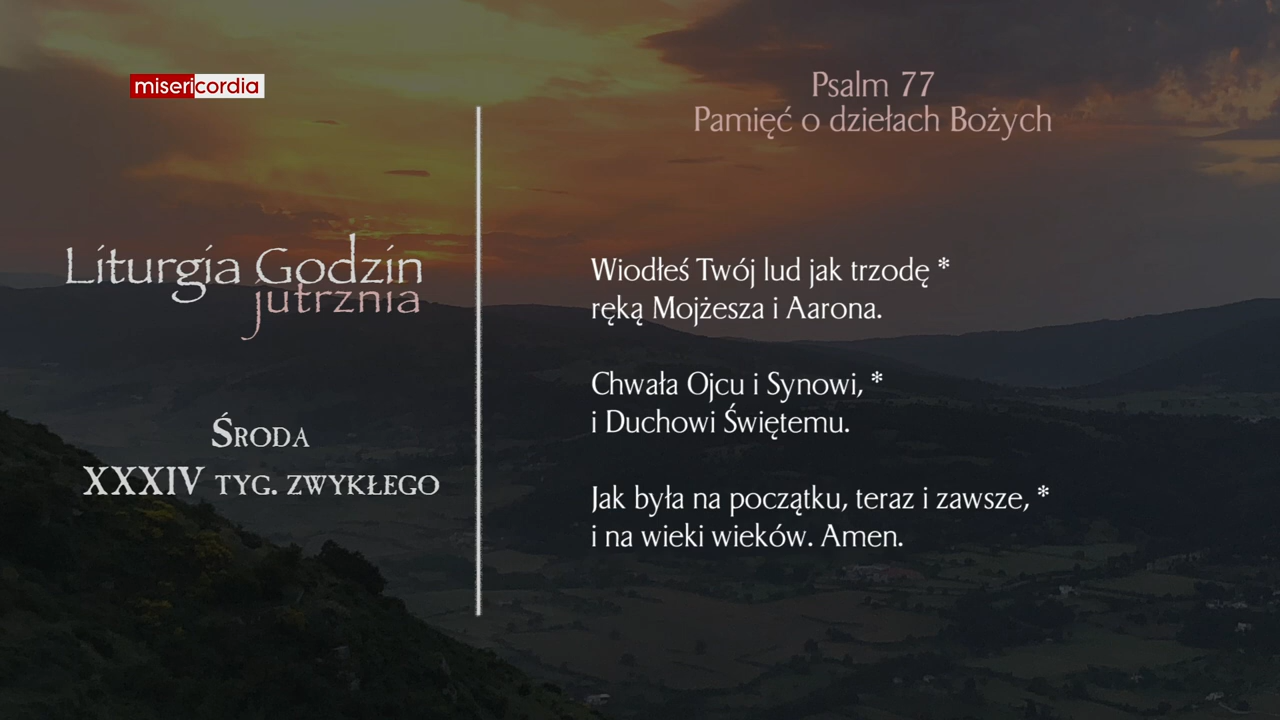 misericordia
Liturgia Godzin
jutrznia
Środa
XXXIV tyg. zwykłego
Psalm 77
Pamięć o dziełach Bożych
Wiodłeś Twój lud jak trzodę *
ręką Mojżesza i Aarona.
Chwała Ojcu i Synowi, *
i Duchowi Świętemu.
Jak była na początku, teraz i zawsze, *
i na wieki wieków. Amen.